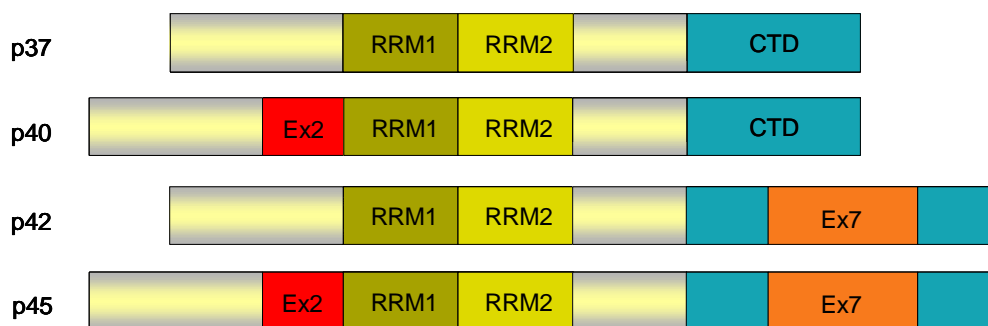 p37 RRM1 RRM2 CTD
p40 Ex2 RRM1 RRM2 CTD
p42 RRM1 RRM2 Ex7
p45 Ex2 RRM1 RRM2 Ex7